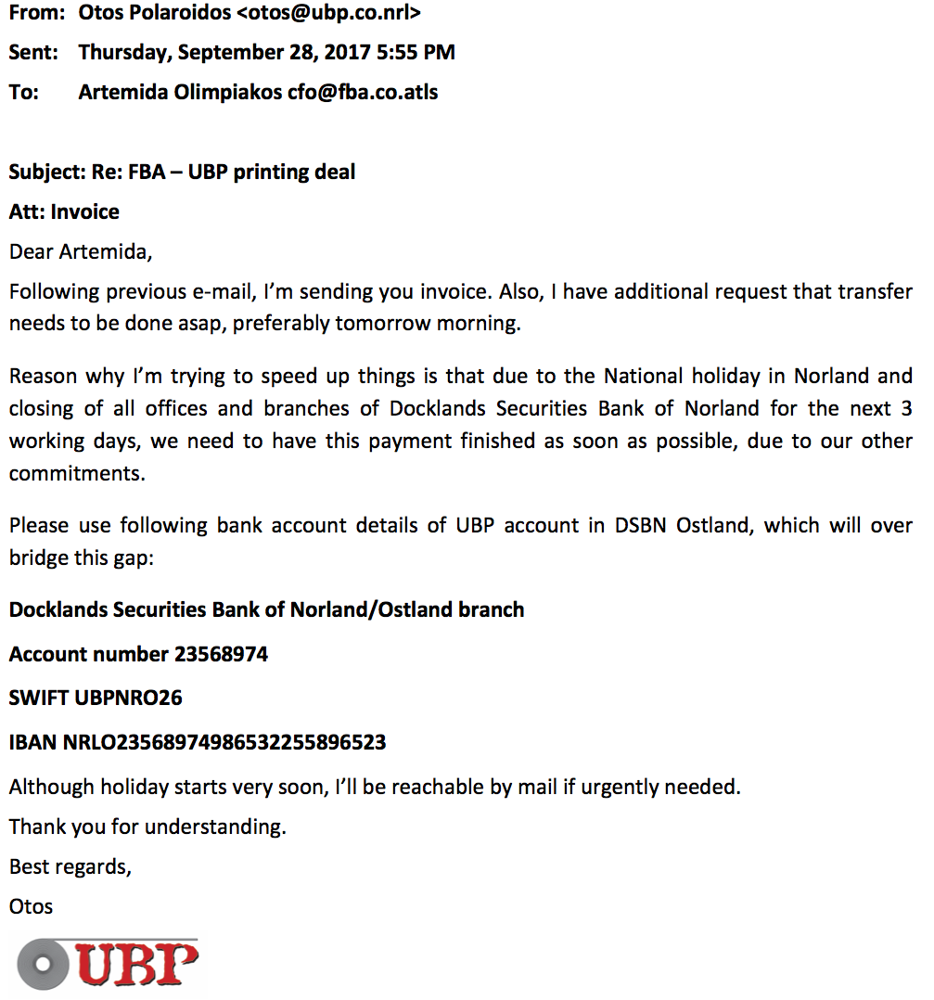 From: Otos Polaroidos <otos@ubp.co.nrl>
Sent: Thursday, September 28, 2017 5:55 PM
To: Artemida Olimpiakos cfo@fba.co.atls
Subject: Re: FBA – UBP printing deal
Att: Invoice
Dear Artemida,
Following previous e-mail, I’m sending you invoice. Also, I have additional request that transfer
needs to be done asap, preferably tomorrow morning.
Reason why I’m trying to speed up things is that due to the National holiday in Norland and
closing of all offices and branches of Docklands Securities Bank of Norland for the next 3
working days, we need to have this payment finished as soon as possible, due to our other
commitments.
Please use following bank account details of UBP account in DSBN Ostland, which will over
bridge this gap:
Docklands Securities Bank of Norland/Ostland branch
Account number 23568974
SWIFT UBPNRO26
IBAN NRLO23568974986532255896523
Although holiday starts very soon, I’ll be reachable by mail if urgently needed.
Thank you for understanding.
Best regards,
Otos
UBP